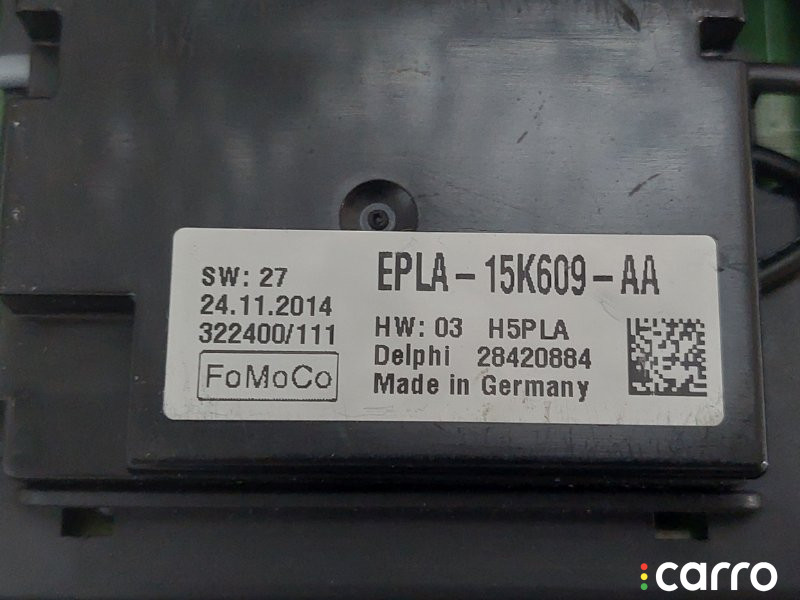 SW: 27
24.11.2014
322400/111
FoMoCo
EPLA-15K609-AA
HW: 03 H5PLA
Delphi 28420884
Made in Germany
carro